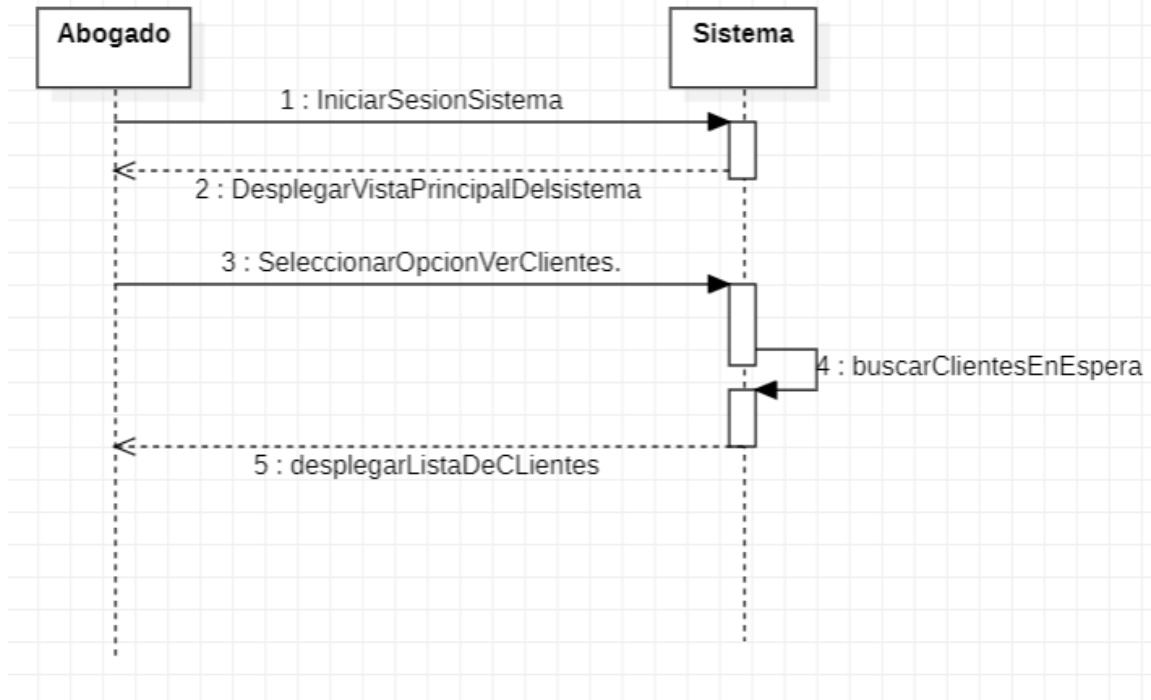 Abogado
Sistema
1 : IniciarSesionSistema
2 : DesplegarVistaPrincipalDelsistema
3 : SeleccionarOpcionVerClientes.
4 : buscarClientesEnEspera
5 : desplegarListaDeCLientes